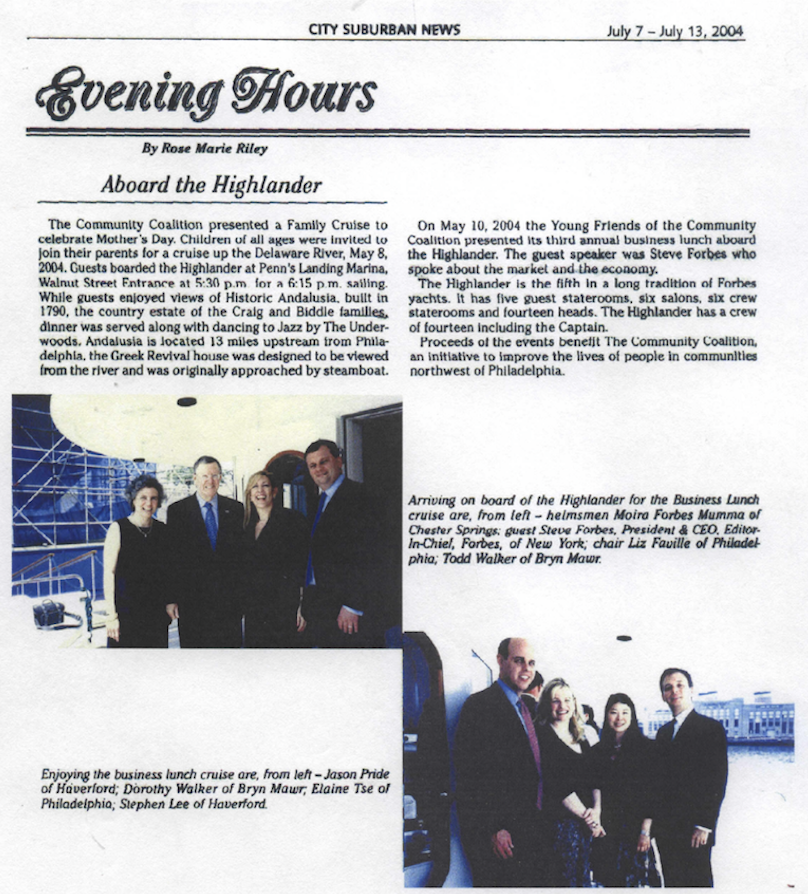 CITY SUBURBAN NEWS
July 7 – July 13, 2004
Evening Hours
By Rose Marie Riley
Aboard the Highlander
The Community Coalition presented a Family Cruise to
celebrate Mother's Day. Children of all ages were invited to
join their parents for a cruise up the Delaware River, May 8,
2004. Guests boarded the Highlander at Penn's Landing Marina,
Walnut Street Entrance at 5:30 p.m. for a 6:15 p.m. sailing.
While guests enjoyed views of Historic Andalusia, built in
1790, the country estate of the Craig and Biddle families,
dinner was served along with dancing to Jazz by The Under-
woods. Andalusia is located 13 miles upstream from Phila-
delphia, the Greek Revival house was designed to be viewed
from the river and was originally approached by steamboat.
On May 10, 2004 the Young Friends of the Community
Coalition presented its third annual business lunch aboard
the Highlander. The guest speaker was Steve Forbes who
spoke about the market and the economy.
The Highlander is the fifth in a long tradition of Forbes
yachts. It has five guest staterooms, six salons, six crew
staterooms and fourteen heads. The Highlander has a crew
of fourteen including the Captain.
Proceeds of the events benefit The Community Coalition,
an initiative to improve the lives of people in communities
northwest of Philadelphia.
Arriving on board of the Highlander for the Business Lunch
cruise are, from left – helmsmen Moira Forbes Mumma of
Chester Springs; guest Steve Forbes, President & CEO, Editor-
In-Chief, Forbes, of New York; chair Liz Faville of Philadel-
phia; Todd Walker of Bryn Mawr.
Enjoying the business lunch cruise are, from left – Jason Pride
of Haverford; Dorothy Walker of Bryn Mawr; Elaine Tse of
Philadelphia; Stephen Lee of Haverford.